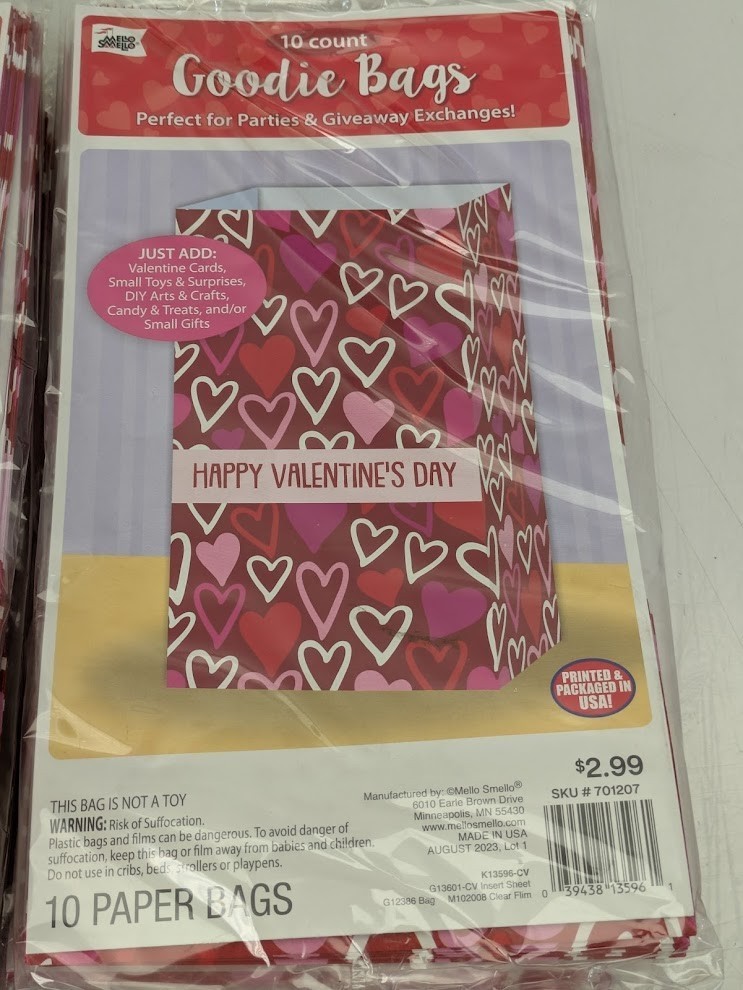 MELLO
SMELLO
10 count
Goodie Bags
Perfect for Parties & Giveaway Exchanges!
JUST ADD:
Valentine Cards,
Small Toys & Surprises,
DIY Arts & Crafts,
Candy & Treats, and/or
Small Gifts
HAPPY VALENTINE'S DAY
PRINTED &
PACKAGED IN
USA!
$2.99
SKU # 701207
THIS BAG IS NOT A TOY
WARNING: Risk of Suffocation.
Plastic bags and films can be dangerous. To avoid danger of
suffocation, keep this bag or film away from babies and children.
Do not use in cribs, beds, strollers or playpens.
10 PAPER BAGS
Manufactured by: ©Mello Smello®
6010 Earle Brown Drive
Minneapolis, MN 55430
www.mellosmello.com
MADE IN USA
AUGUST 2023, Lot 1
K13596-CV
G13601-CV Insert Sheet
G12386 Bag M102008 Clear Flim
0 39438 13596 1